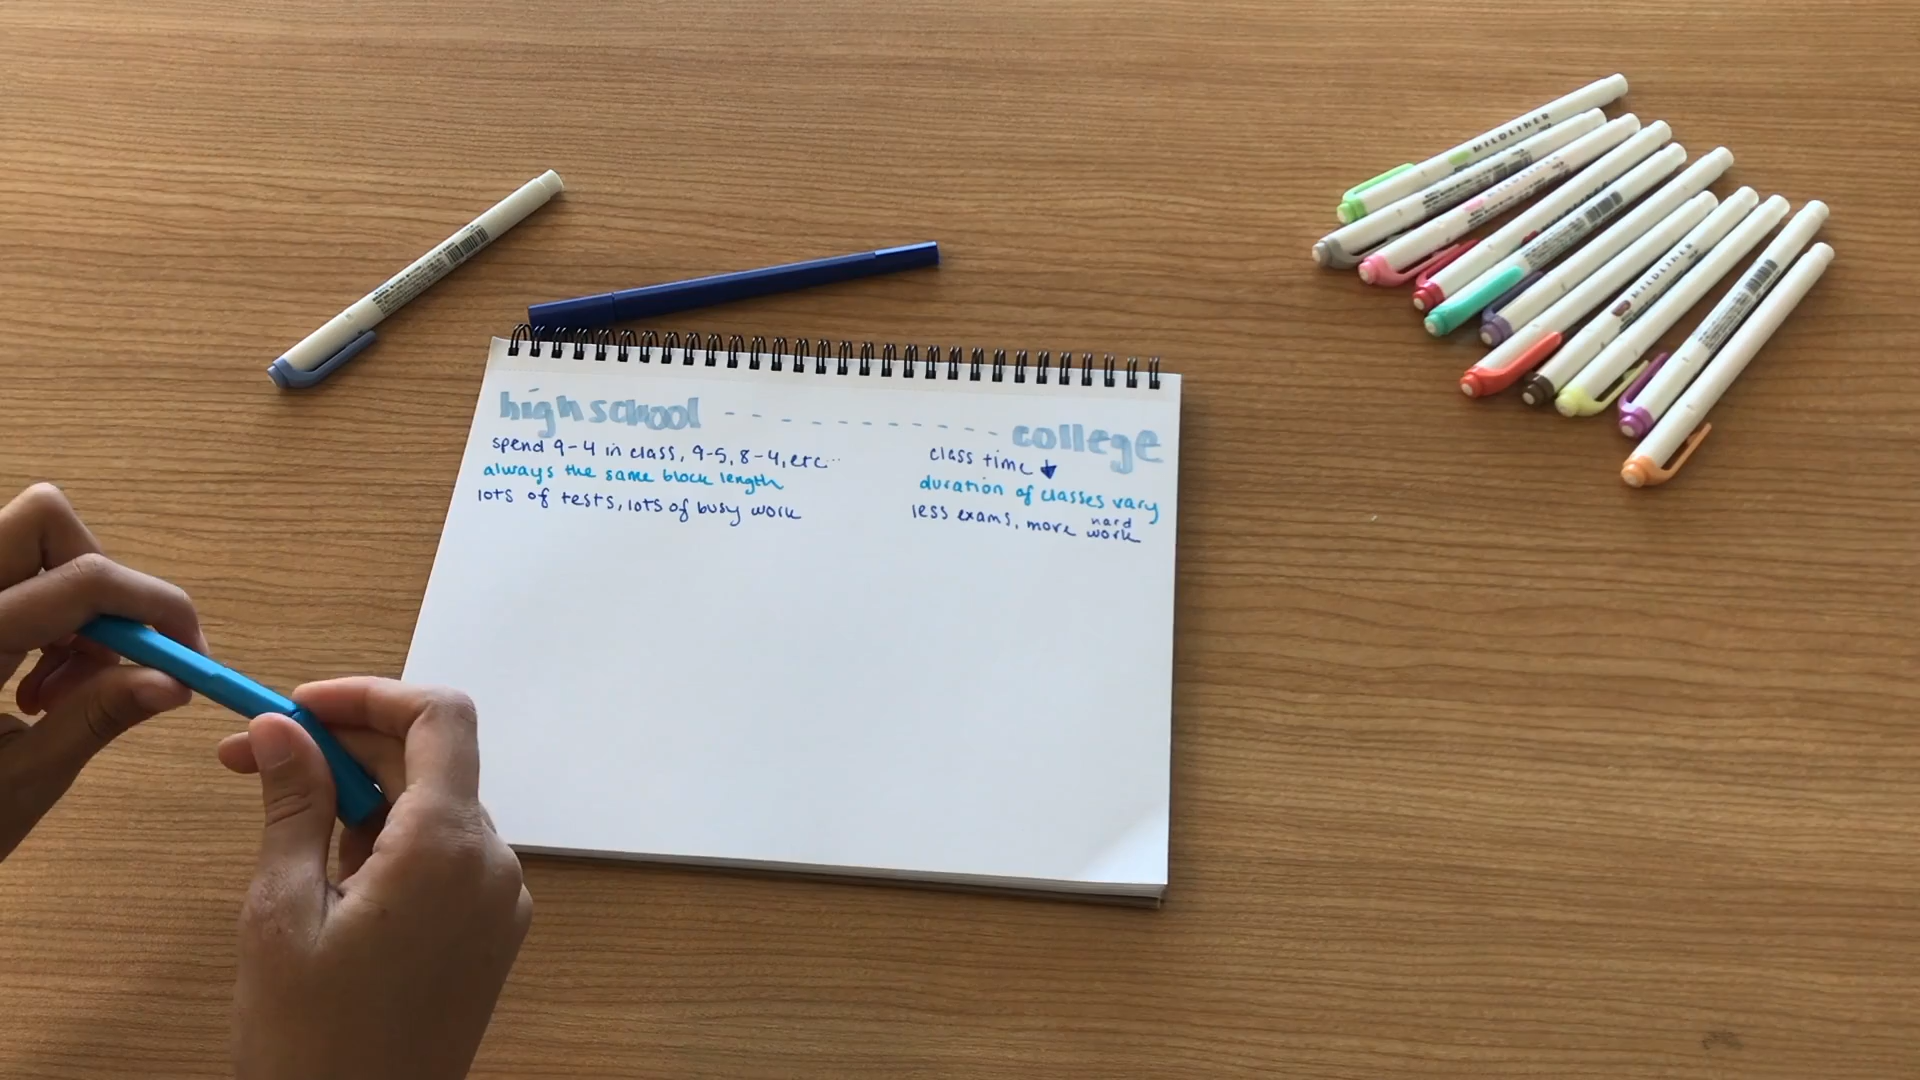 MILDLINER
MILDLINER
high school - - - - - - - - - - college
spend 9-4 in class, 9-5, 8-4, etc...
always the same block length
lots of tests, lots of busy work
class time ↓
duration of classes vary
less exams, more hard work